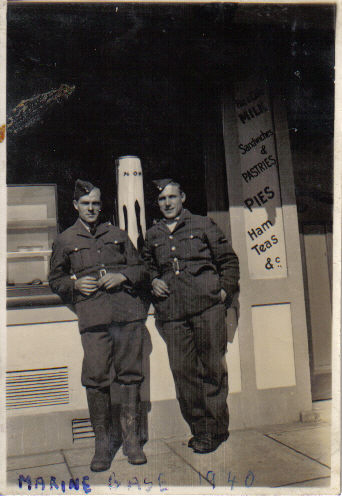 MILK
Sandwiches
&
PASTRIES
PIES
Ham
Teas
&c
MARINE BASE 1940